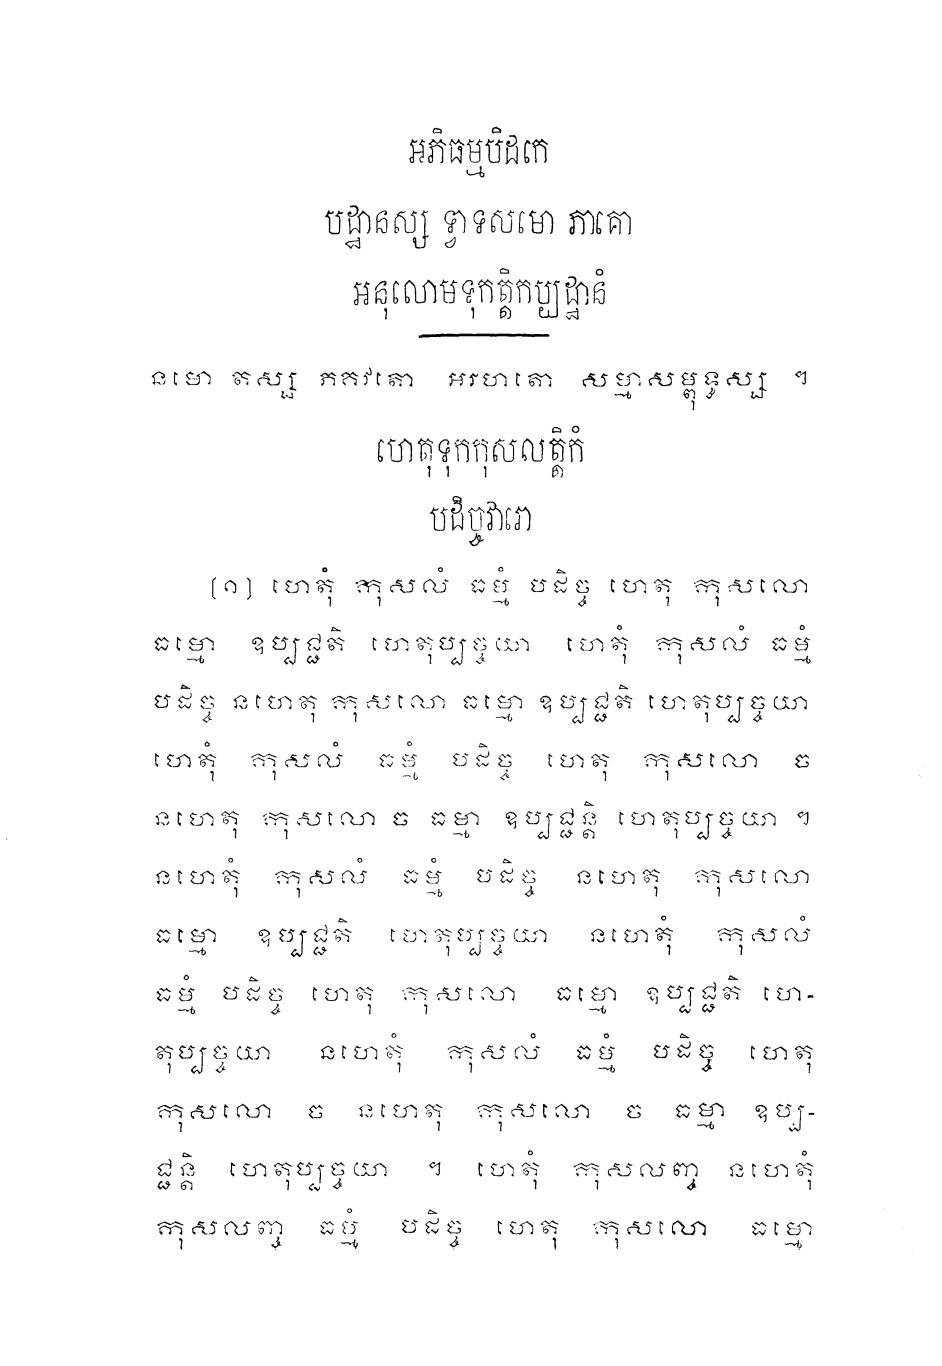 អភិធម្មបិដកេ
បដ្ឋានស្ស ទ្វាទសមោ ភាគោ
អនុលោមទុកត្តិកប្បដ្ឋានំ
នមោ តស្ស ភគវតោ អរហតោ សម្មាសម្ពុទ្ធស្ស ។
ហេតុទុកកុសលត្តិកំ
បដិច្ចវារោ
(១) ហេតុំ កុសលំ ធម្មំ បដិច្ច ហេតុ កុសលោ
ធម្មោ ឧប្បជ្ជតិ ហេតុប្បច្ចយា ហេតុំ កុសលំ ធម្មំ
បដិច្ច នហេតុ កុសលោ ធម្មោ ឧប្បជ្ជតិ ហេតុប្បច្ចយា
ហេតុំ កុសលំ ធម្មំ បដិច្ច ហេតុ កុសលោ ច
នហេតុ កុសលោ ច ធម្មា ឧប្បជ្ជន្តិ ហេតុប្បច្ចយា ។
នហេតុំ កុសលំ ធម្មំ បដិច្ច នហេតុ កុសលោ
ធម្មោ ឧប្បជ្ជតិ ហេតុប្បច្ចយា នហេតុំ កុសលំ
ធម្មំ បដិច្ច ហេតុ កុសលោ ធម្មោ ឧប្បជ្ជតិ ហេ-
តុប្បច្ចយា នហេតុំ កុសលំ ធម្មំ បដិច្ច ហេតុ
កុសលោ ច នហេតុ កុសលោ ច ធម្មា ឧប្ប-
ជ្ជន្តិ ហេតុប្បច្ចយា ។ ហេតុំ កុសលញ្ច នហេតុំ
កុសលញ្ច ធម្មំ បដិច្ច ហេតុ កុសលោ ធម្មោ